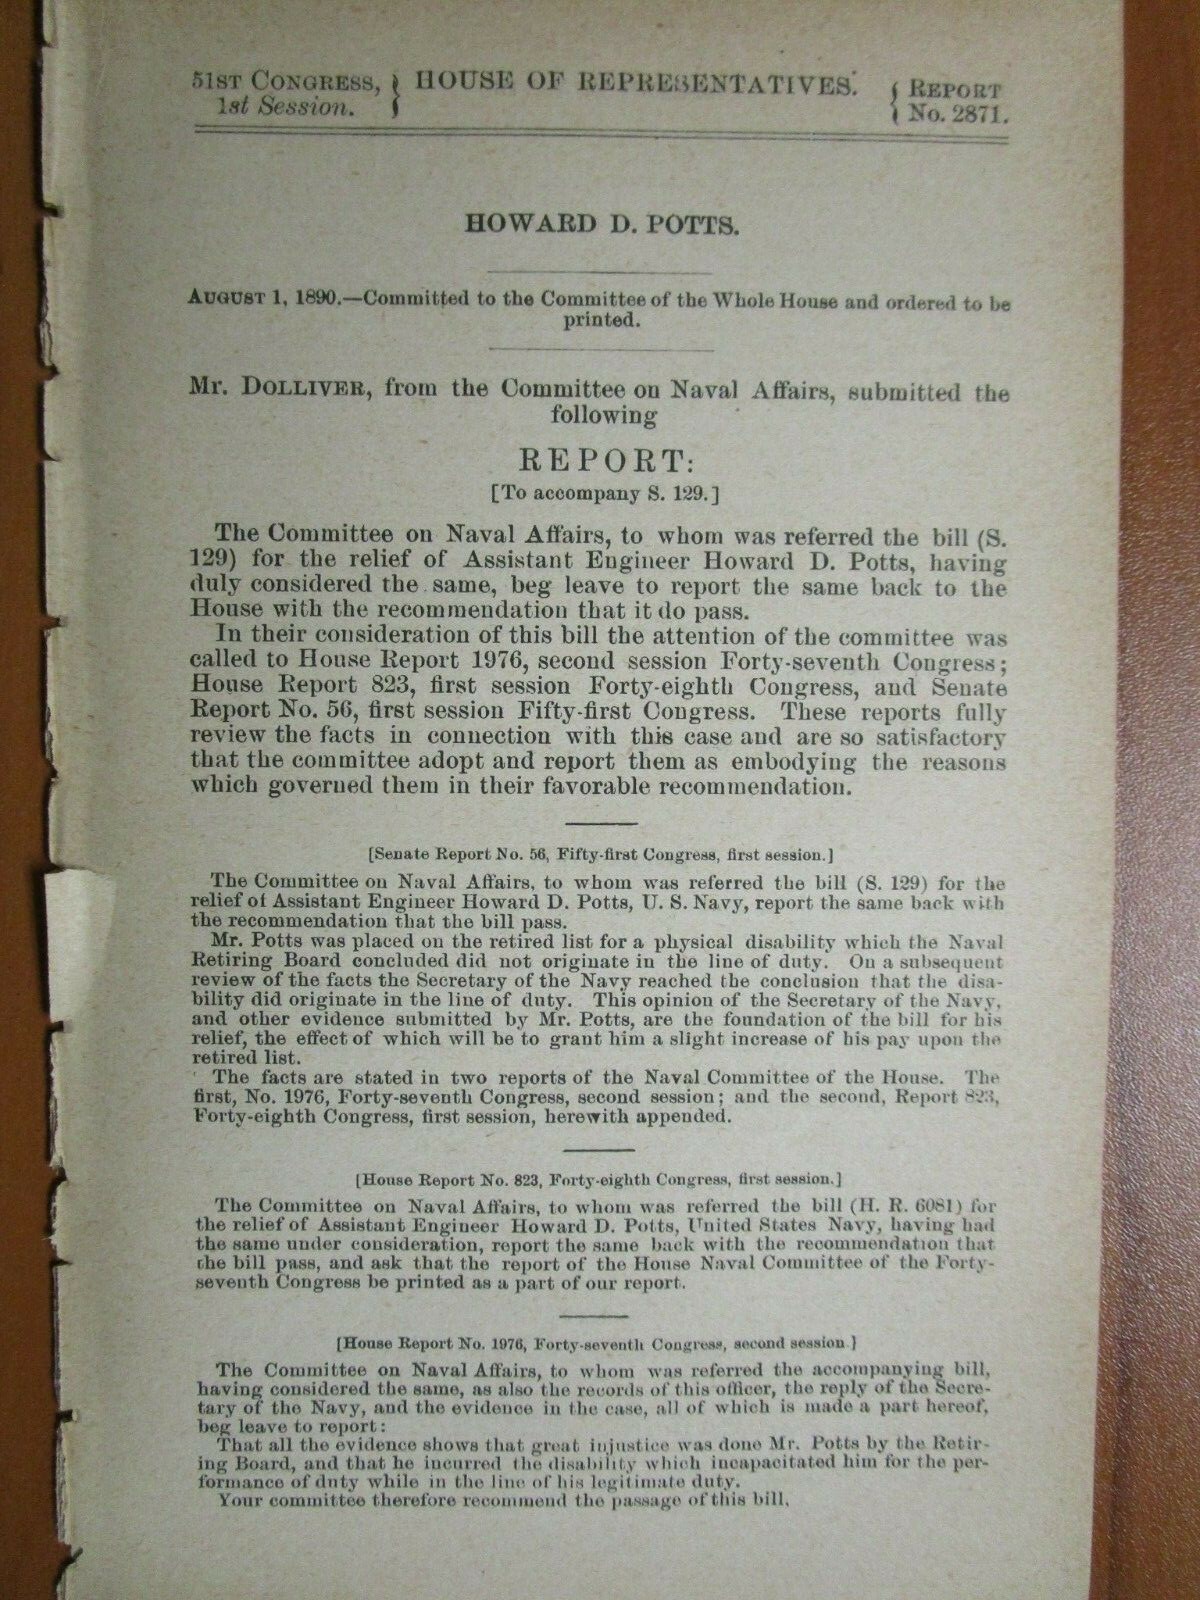 51ST CONGRESS, } HOUSE OF REPRESENTATIVES. { REPORT
1st Session. No. 2871.
HOWARD D. POTTS.
AUGUST 1, 1890.—Committed to the Committee of the Whole House and ordered to be
printed.
Mr. DOLLIVER, from the Committee on Naval Affairs, submitted the
following
REPORT:
[To accompany S. 129.]
The Committee on Naval Affairs, to whom was referred the bill (S.
129) for the relief of Assistant Engineer Howard D. Potts, having
duly considered the same, beg leave to report the same back to the
House with the recommendation that it do pass.
In their consideration of this bill the attention of the committee was
called to House Report 1976, second session Forty-seventh Congress;
House Report 823, first session Forty-eighth Congress, and Senate
Report No. 56, first session Fifty-first Congress. These reports fully
review the facts in connection with this case and are so satisfactory
that the committee adopt and report them as embodying the reasons
which governed them in their favorable recommendation.
[Senate Report No. 56, Fifty-first Congress, first session.]
The Committee on Naval Affairs, to whom was referred the bill (S. 129) for the
relief of Assistant Engineer Howard D. Potts, U. S. Navy, report the same back with
the recommendation that the bill pass.
Mr. Potts was placed on the retired list for a physical disability which the Naval
Retiring Board concluded did not originate in the line of duty. On a subsequent
review of the facts the Secretary of the Navy reached the conclusion that the disa-
bility did originate in the line of duty. This opinion of the Secretary of the Navy,
and other evidence submitted by Mr. Potts, are the foundation of the bill for his
relief, the effect of which will be to grant him a slight increase of his pay upon the
retired list.
The facts are stated in two reports of the Naval Committee of the House. The
first, No. 1976, Forty-seventh Congress, second session; and the second, Report 823,
Forty-eighth Congress, first session, herewith appended.
[House Report No. 823, Forty-eighth Congress, first session.]
The Committee on Naval Affairs, to whom was referred the bill (H. R. 6081) for
the relief of Assistant Engineer Howard D. Potts, United States Navy, having had
the same under consideration, report the same back with the recommendation that
the bill pass, and ask that the report of the House Naval Committee of the Forty-
seventh Congress be printed as a part of our report.
[House Report No. 1976, Forty-seventh Congress, second session.]
The Committee on Naval Affairs, to whom was referred the accompanying bill,
having considered the same, as also the records of this officer, the reply of the Secre-
tary of the Navy, and the evidence in the case, all of which is made a part hereof,
beg leave to report:
That all the evidence shows that great injustice was done Mr. Potts by the Retir-
ing Board, and that he incurred the disability which incapacitated him for the per-
formance of duty while in the line of his legitimate duty.
Your committee therefore recommend the passage of this bill.